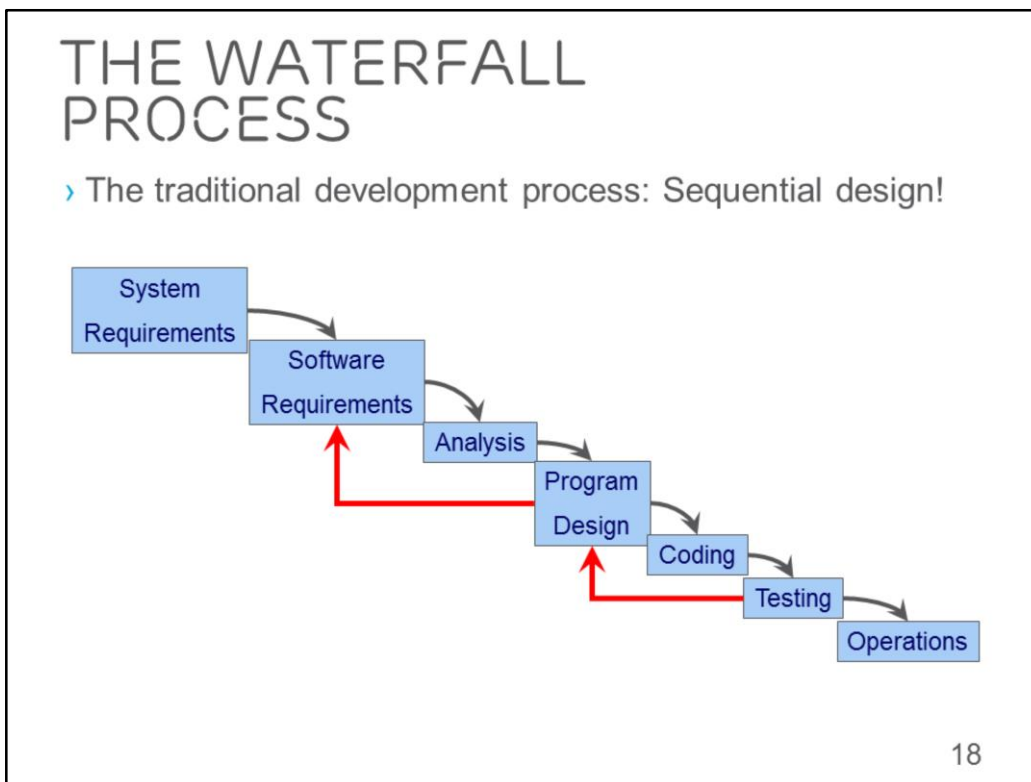 THE WATERFALL
PROCESS
› The traditional development process: Sequential design!
System
Requirements
Software
Requirements
Analysis
Program
Design
Coding
Testing
Operations
18